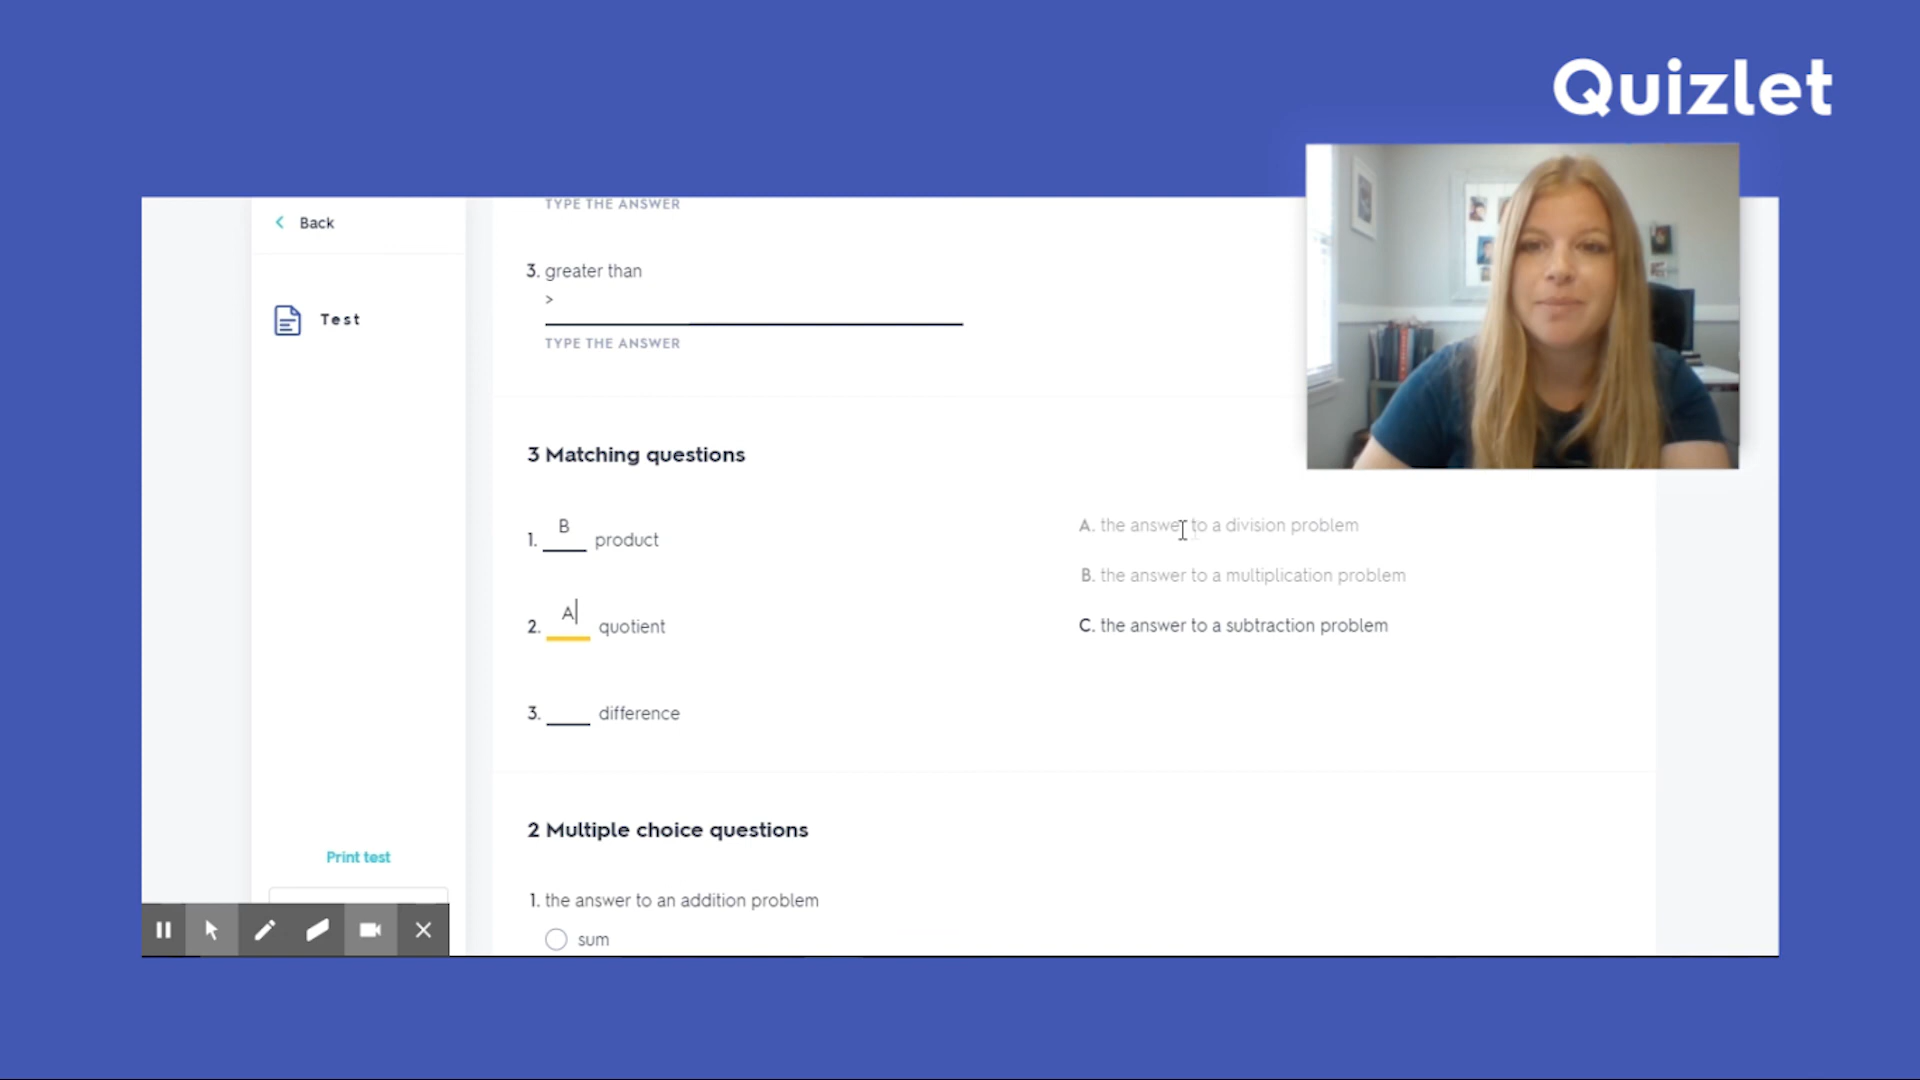 Quizlet
Back
Test
TYPE THE ANSWER
3. greater than
>
TYPE THE ANSWER
3 Matching questions
1. B product
2. A quotient
3. ____ difference
A. the answer to a division problem
B. the answer to a multiplication problem
C. the answer to a subtraction problem
2 Multiple choice questions
1. the answer to an addition problem
sum
Print test